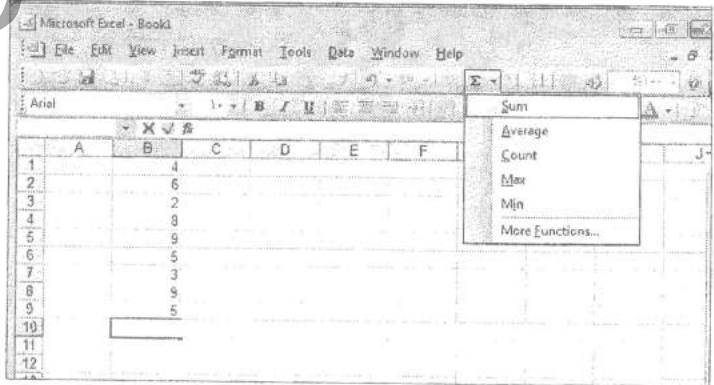 Microsoft Excel - Book1
File Edit View Insert Format Tools Data Window Help
Σ
Arial B I U A
Sum
Average
Count
Max
Min
More Functions...
A B C D E F J
1 4
2 6
3 2
4 8
5 9
6 5
7 3
8 9
9 5
10
11
12